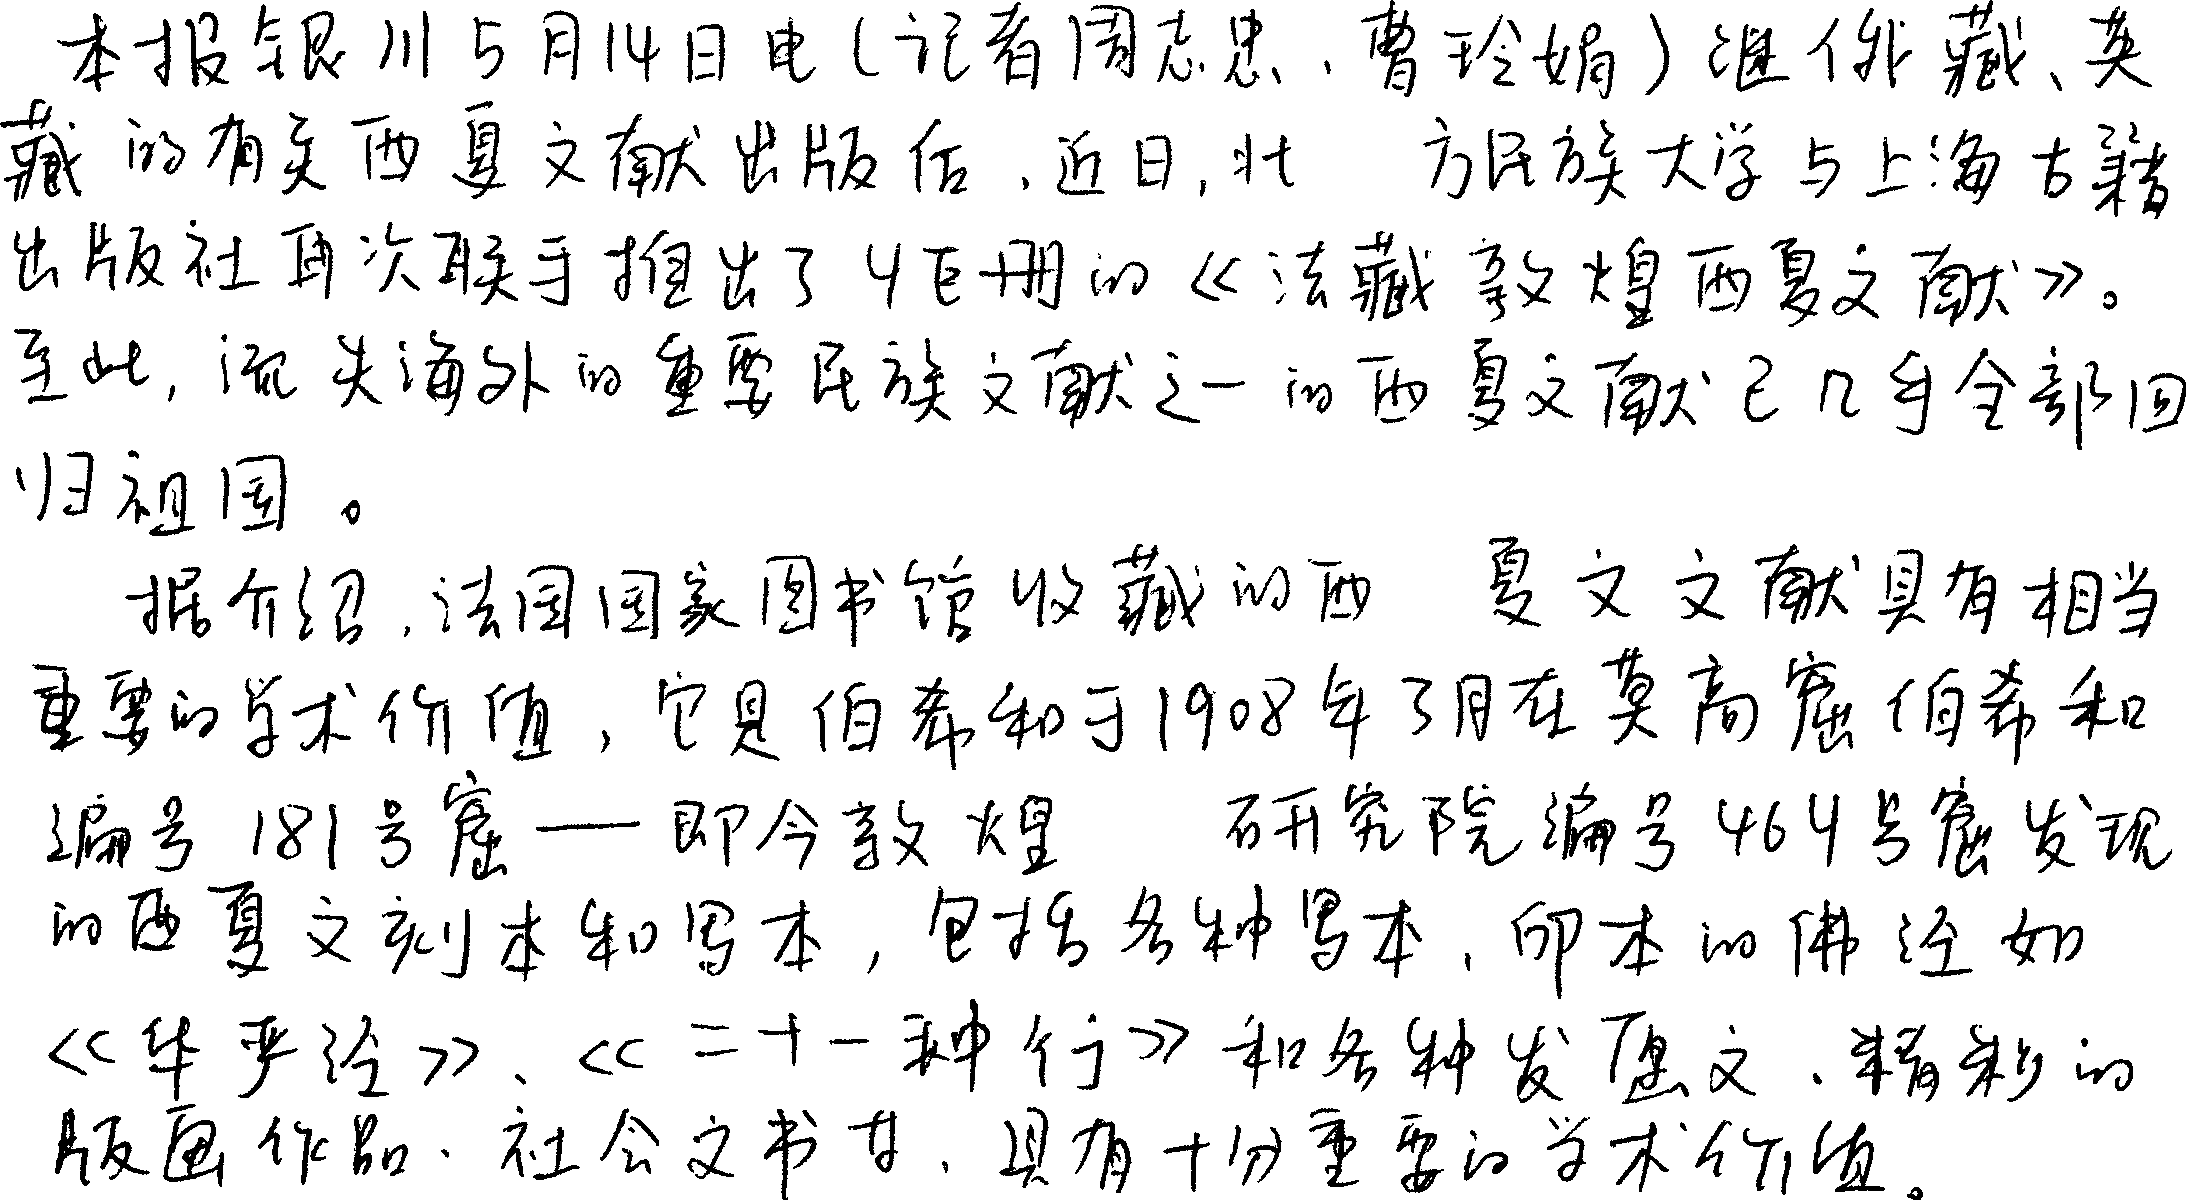 本报银川5月14日电(记者周志忠、曹玲娟)继俄藏、英
藏的有关西夏文献出版后,近日,北方民族大学与上海古籍
出版社再次联手推出了4巨册的《法藏敦煌西夏文献》。
至此,流失海外的重要民族文献之一的西夏文献已几乎全部回
归祖国。
据介绍,法国国家图书馆收藏的西夏文文献具有相当
重要的学术价值,它是伯希和于1908年3月在莫高窟伯希和
编号181号窟——即今敦煌研究院编号464号窟发现
的西夏文刻本和写本,包括各种写本、印本的佛经如
《华严经》、《二十一种行》和各种发愿文、精彩的
版画作品、社会文书等,具有十分重要的学术价值。